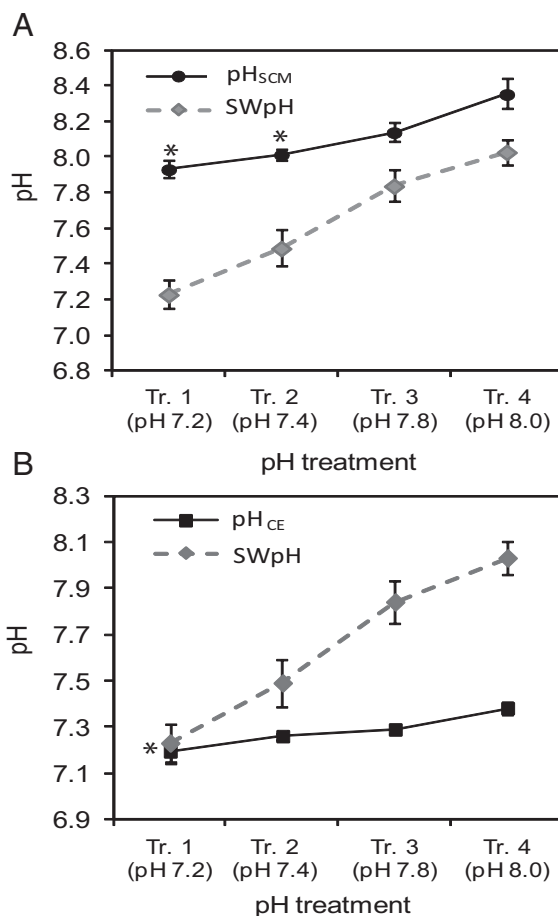 A
8.6
8.4
8.2
8.0
7.8
7.6
7.4
7.2
7.0
6.8
pH
pHSCM
SWpH
* *
Tr. 1 Tr. 2 Tr. 3 Tr. 4
(pH 7.2) (pH 7.4) (pH 7.8) (pH 8.0)
pH treatment
B
8.3
8.1
7.9
7.7
7.5
7.3
7.1
6.9
pH
pH CE
SWpH
*
Tr. 1 Tr. 2 Tr. 3 Tr. 4
(pH 7.2) (pH 7.4) (pH 7.8) (pH 8.0)
pH treatment